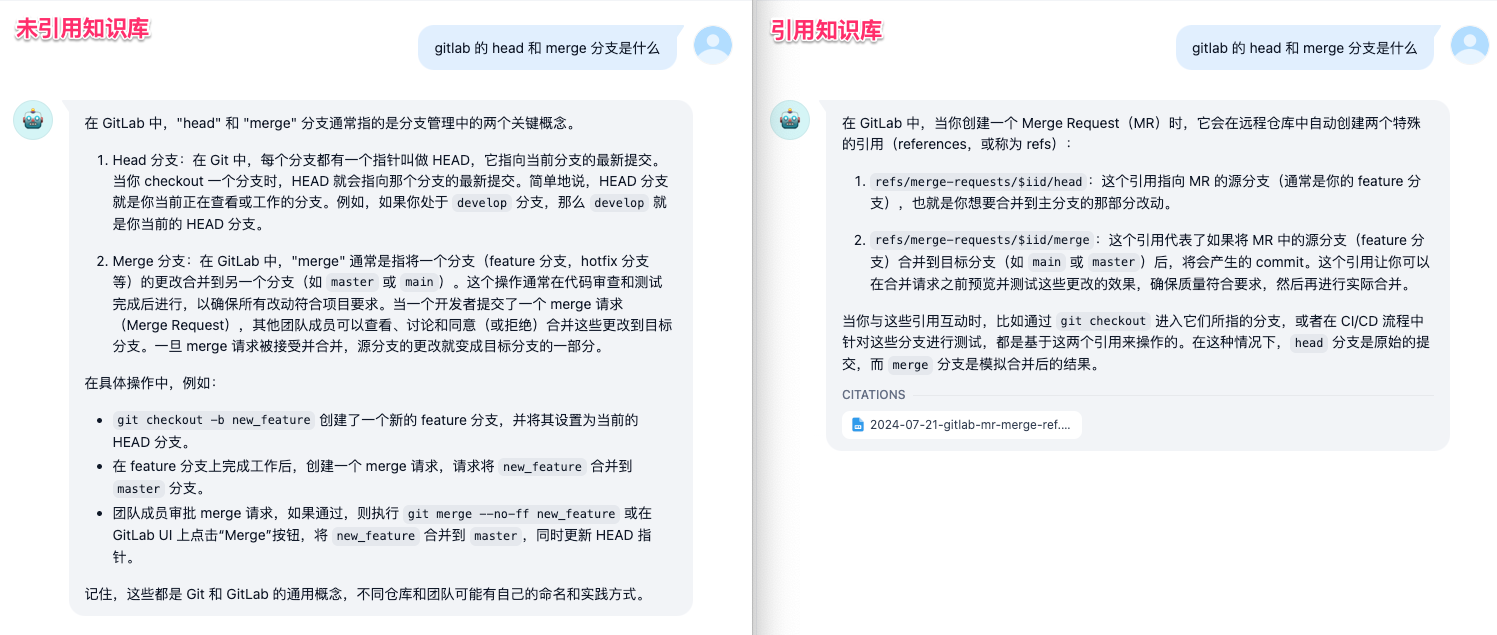 未引用知识库
gitlab 的 head 和 merge 分支是什么
在 GitLab 中，"head" 和 "merge" 分支通常指的是分支管理中的两个关键概念。
1. Head 分支：在 Git 中，每个分支都有一个指针叫做 HEAD，它指向当前分支的最新提交。
当你 checkout 一个分支时，HEAD 就会指向那个分支的最新提交。简单地说，HEAD 分支
就是你当前正在查看或工作的分支。例如，如果你处于 develop 分支，那么 develop 就
是你当前的 HEAD 分支。
2. Merge 分支：在 GitLab 中，"merge" 通常是指将一个分支（feature 分支，hotfix 分支
等）的更改合并到另一个分支（如 master 或 main ）。这个操作通常在代码审查和测试
完成后进行，以确保所有改动符合项目要求。当一个开发者提交了一个 merge 请求
（Merge Request），其他团队成员可以查看、讨论和同意（或拒绝）合并这些更改到目标
分支。一旦 merge 请求被接受并合并，源分支的更改就变成目标分支的一部分。
在具体操作中，例如：
• git checkout -b new_feature 创建了一个新的 feature 分支，并将其设置为当前的
HEAD 分支。
• 在 feature 分支上完成工作后，创建一个 merge 请求，请求将 new_feature 合并到
master 分支。
• 团队成员审批 merge 请求，如果通过，则执行 git merge --no-ff new_feature 或在
GitLab UI 上点击“Merge”按钮，将 new_feature 合并到 master，同时更新 HEAD 指
针。
记住，这些都是 Git 和 GitLab 的通用概念，不同仓库和团队可能有自己的命名和实践方式。
引用知识库
gitlab 的 head 和 merge 分支是什么
在 GitLab 中，当你创建一个 Merge Request（MR）时，它会在远程仓库中自动创建两个特殊
的引用（references，或称为 refs）：
1. refs/merge-requests/$iid/head ：这个引用指向 MR 的源分支（通常是你的 feature 分
支），也就是你想要合并到主分支的那部分改动。
2. refs/merge-requests/$iid/merge ：这个引用代表了如果将 MR 中的源分支（feature 分
支）合并到目标分支（如 main 或 master ）后，将会产生的 commit。这个引用让你可以
在合并请求之前预览并测试这些更改的效果，确保质量符合要求，然后再进行实际合并。
当你与这些引用互动时，比如通过 git checkout 进入它们所指的分支，或者在 CI/CD 流程中
针对这些分支进行测试，都是基于这两个引用来操作的。在这种情况下， head 分支是原始的提
交，而 merge 分支是模拟合并后的结果。
CITATIONS
2024-07-21-gitlab-mr-merge-ref....